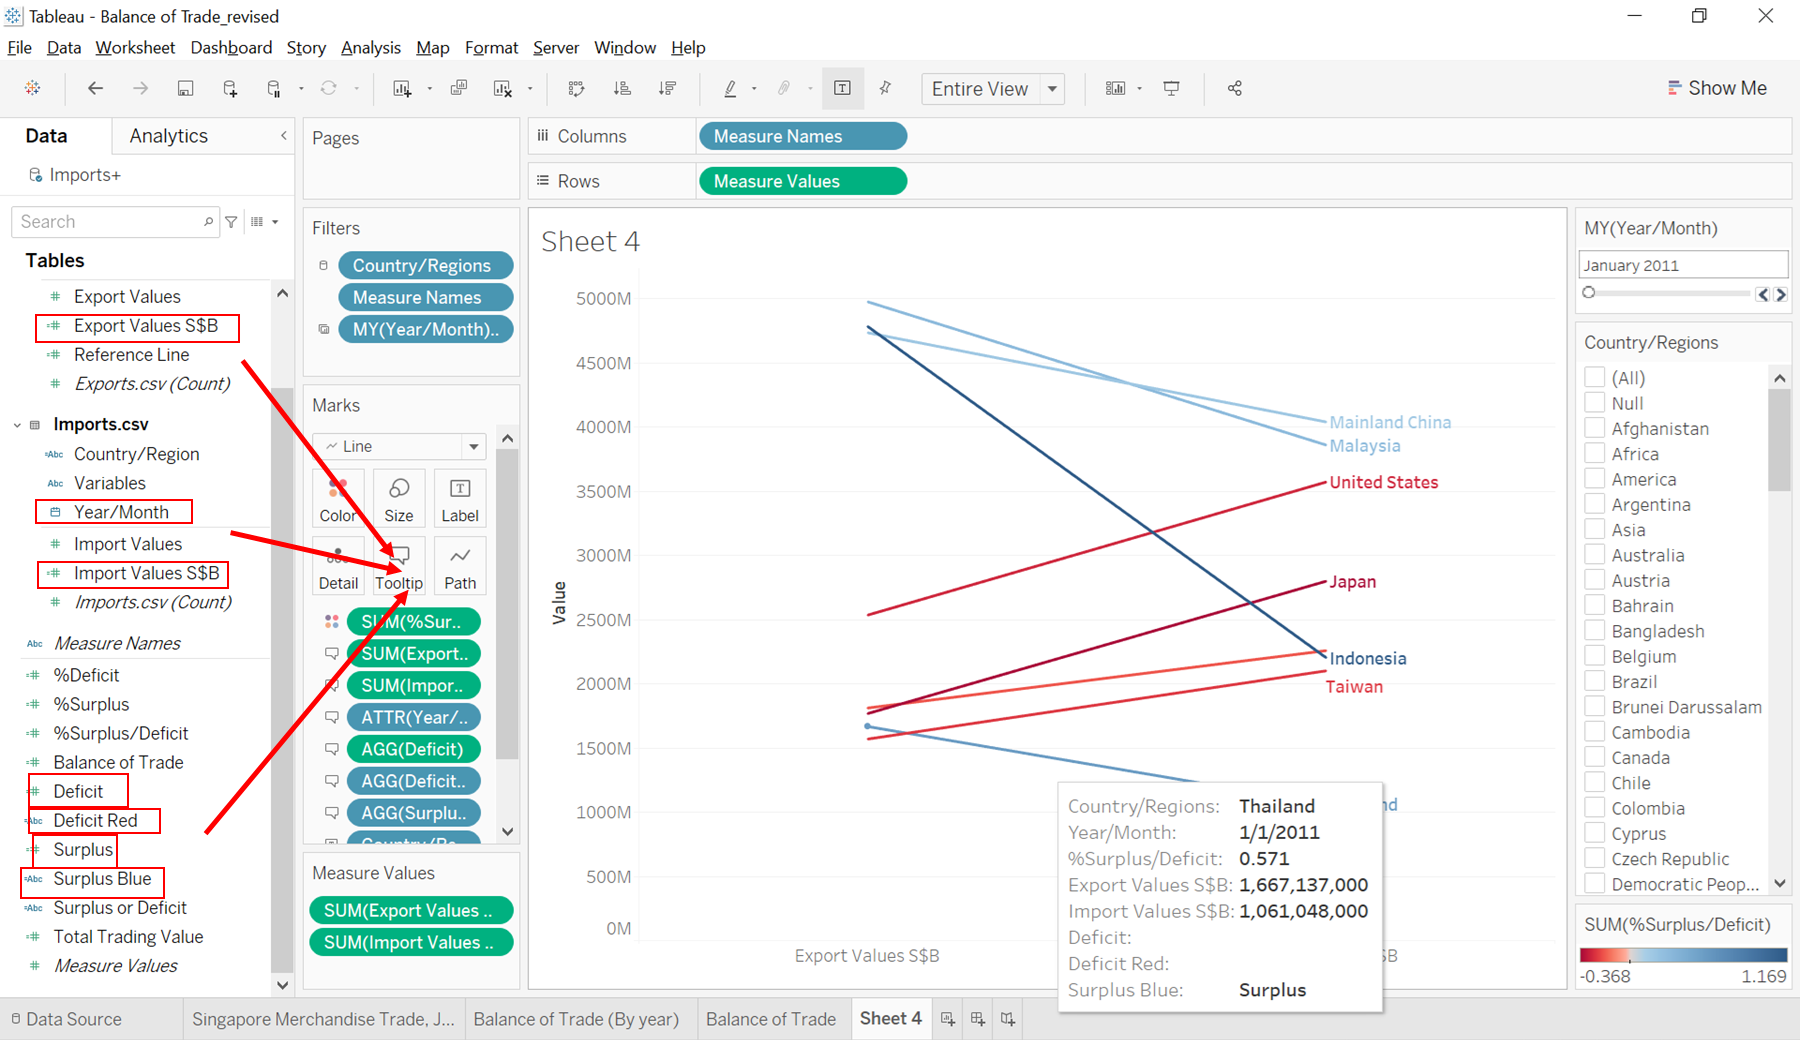 Tableau - Balance of Trade_revised
File Data Worksheet Dashboard Story Analysis Map Format Server Window Help
Entire View
Show Me
Data
Analytics
Imports+
Search
Tables
Export Values
Export Values S$B
Reference Line
Exports.csv (Count)
Imports.csv
Country/Region
Variables
Year/Month
Import Values
Import Values S$B
Imports.csv (Count)
Measure Names
%Deficit
%Surplus
%Surplus/Deficit
Balance of Trade
Deficit
Deficit Red
Surplus
Surplus Blue
Surplus or Deficit
Total Trading Value
Measure Values
Pages
Filters
Country/Regions
Measure Names
MY(Year/Month)..
Marks
Line
Color
Size
Label
Detail
Tooltip
Path
SUM(%Sur..
SUM(Export..
SUM(Impor..
ATTR(Year/..
AGG(Deficit)
AGG(Deficit..
AGG(Surplu..
Measure Values
SUM(Export Values ..
SUM(Import Values ..
Columns
Measure Names
Rows
Measure Values
Sheet 4
Value
5000M
4500M
4000M
3500M
3000M
2500M
2000M
1500M
1000M
500M
0M
Mainland China
Malaysia
United States
Japan
Indonesia
Taiwan
nd
Export Values S$B
$B
Country/Regions: Thailand
Year/Month: 1/1/2011
%Surplus/Deficit: 0.571
Export Values S$B: 1,667,137,000
Import Values S$B: 1,061,048,000
Deficit:
Deficit Red:
Surplus Blue: Surplus
MY(Year/Month)
January 2011
Country/Regions
(All)
Null
Afghanistan
Africa
America
Argentina
Asia
Australia
Austria
Bahrain
Bangladesh
Belgium
Brazil
Brunei Darussalam
Cambodia
Canada
Chile
Colombia
Cyprus
Czech Republic
Democratic Peop...
SUM(%Surplus/Deficit)
-0.368
1.169
Data Source
Singapore Merchandise Trade, J...
Balance of Trade (By year)
Balance of Trade
Sheet 4